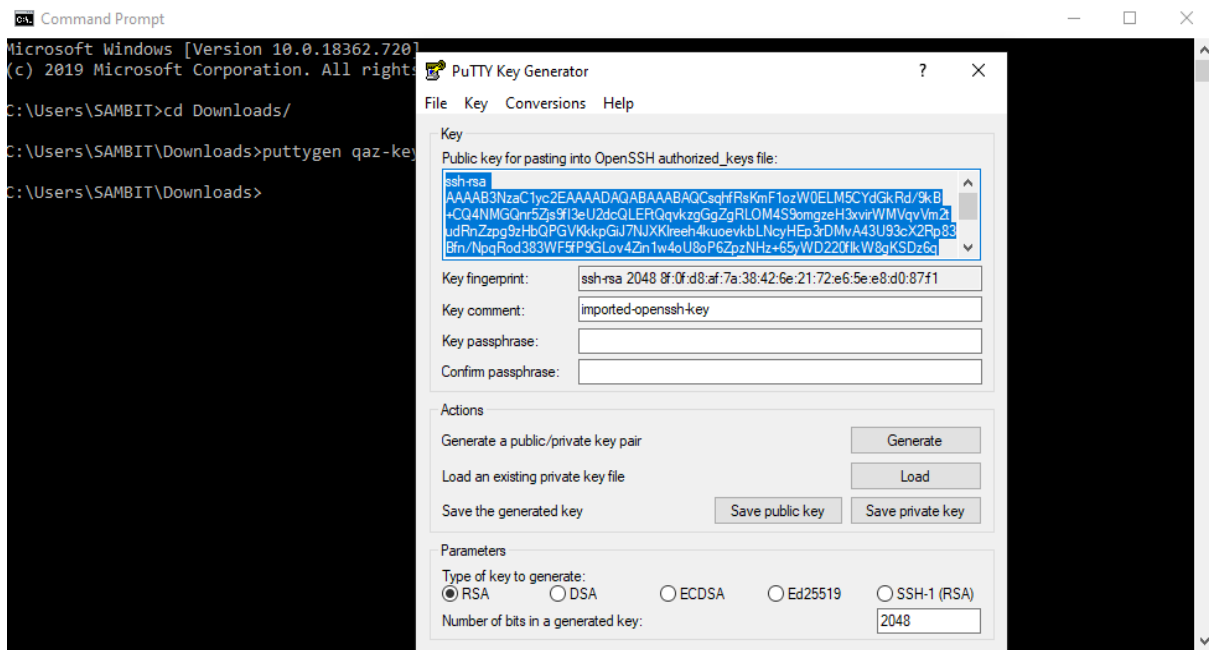 Command Prompt
Microsoft Windows [Version 10.0.18362.720]
(c) 2019 Microsoft Corporation. All rights
C:\Users\SAMBIT>cd Downloads/
C:\Users\SAMBIT\Downloads>puttygen qaz-key
C:\Users\SAMBIT\Downloads>
PuTTY Key Generator
File Key Conversions Help
Key
Public key for pasting into OpenSSH authorized_keys file:
ssh-rsa
AAAAB3NzaC1yc2EAAAADAQABAAABAQCsqhfRsKmF1ozW0ELM5CYdGkRd/9kB
+CQ4NMGQnr5Zjs9fI3eU2dcQLEFtQqvkzgGgZgRLOM4S9omgzeH3xvirWMVqvVm2t
udRnZzpg9zHbQPGVKkkpGiJ7NJXKlreeh4kuoevkbLNcyHEp3rDMvA43U93cX2Rp83
Bfn/NpqRod383WF5fP9GLov4Zin1w4oU8oP6ZpzNHz+65yWD220flkW8gKSDz6q
Key fingerprint: ssh-rsa 2048 8f:0f:d8:af:7a:38:42:6e:21:72:e6:5e:e8:d0:87:f1
Key comment: imported-openssh-key
Key passphrase:
Confirm passphrase:
Actions
Generate a public/private key pair Generate
Load an existing private key file Load
Save the generated key Save public key Save private key
Parameters
Type of key to generate:
RSA DSA ECDSA Ed25519 SSH-1 (RSA)
Number of bits in a generated key: 2048